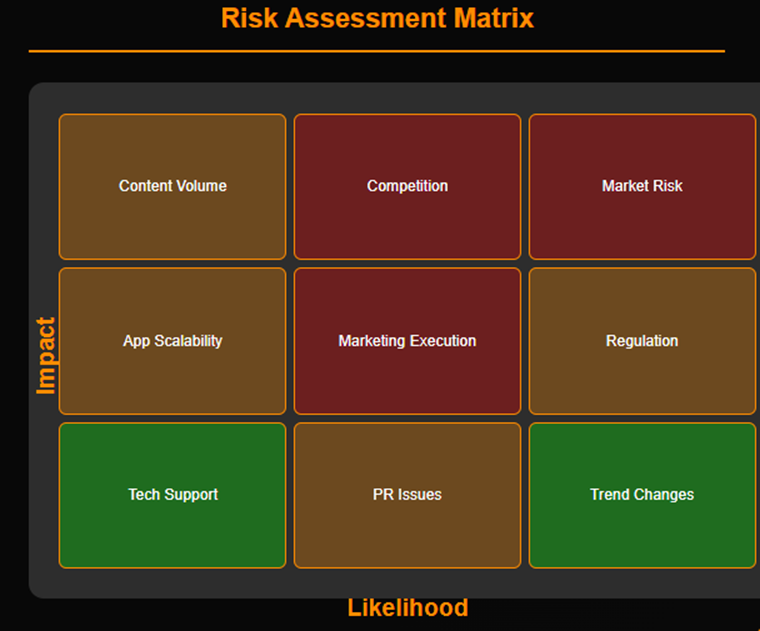 Risk Assessment Matrix
Content Volume
Competition
Market Risk
Impact
App Scalability
Marketing Execution
Regulation
Tech Support
PR Issues
Trend Changes
Likelihood